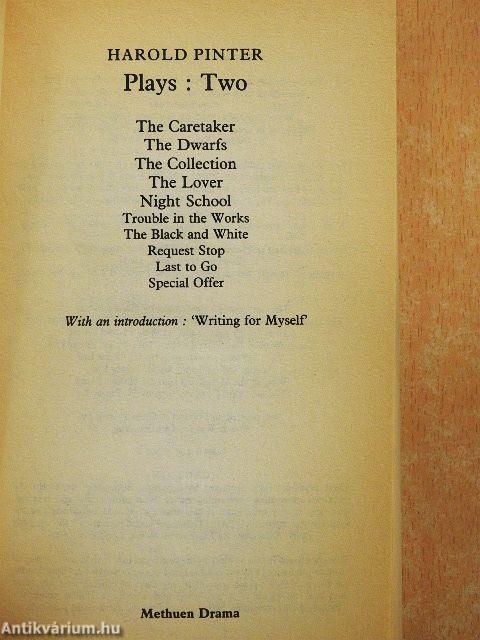 HAROLD PINTER
Plays : Two
The Caretaker
The Dwarfs
The Collection
The Lover
Night School
Trouble in the Works
The Black and White
Request Stop
Last to Go
Special Offer
With an introduction : 'Writing for Myself'
Methuen Drama
Antikvárium.hu